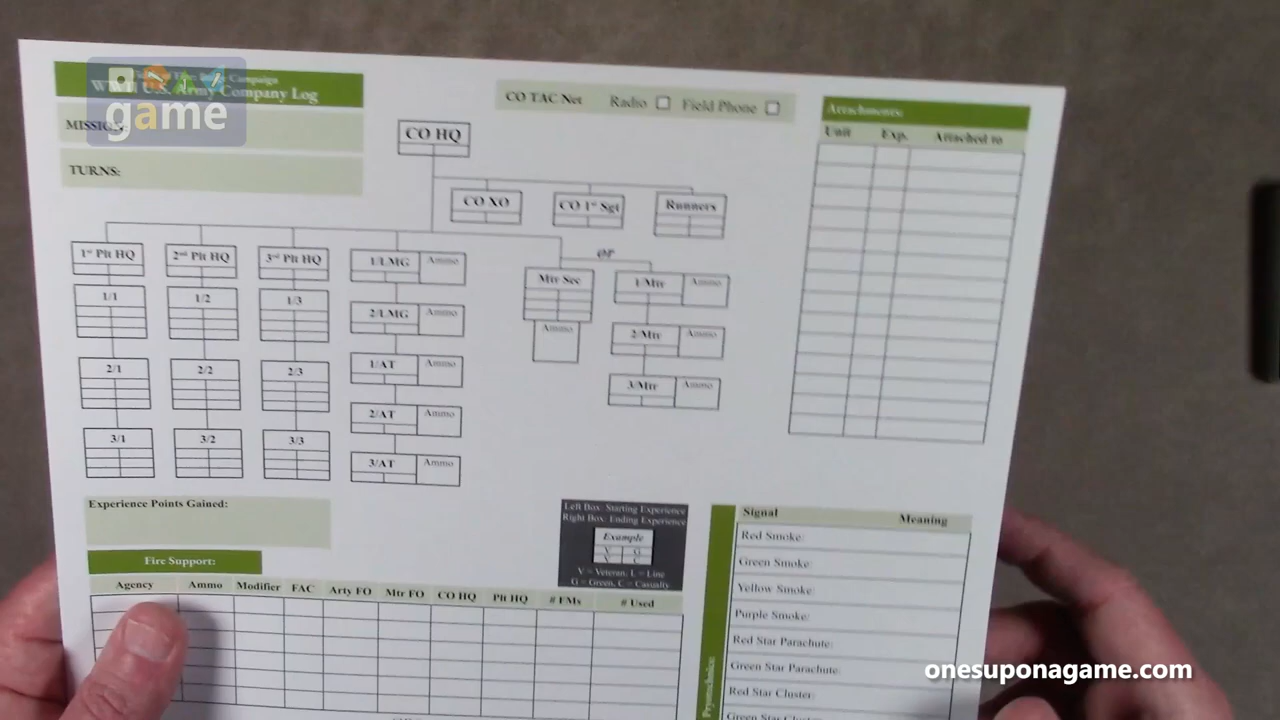 Campaign
WWII U.S. Army Company Log
game
MISSION:
TURNS:
CO TAC Net Radio Field Phone
Attachments:
Unit Exp. Attached to
CO HQ
CO XO CO 1st Sgt Runners
or
1st Plt HQ 2nd Plt HQ 3rd Plt HQ 1/LMG Ammo Mtr Sec 1/Mtr Ammo
1/1 1/2 1/3 2/LMG Ammo Ammo 2/Mtr Ammo
2/1 2/2 2/3 1/AT Ammo 3/Mtr Ammo
2/AT Ammo
3/1 3/2 3/3 3/AT Ammo
Experience Points Gained:
Left Box: Starting Experience
Right Box: Ending Experience
Example
V G
V C
V = Veteran, L = Line
G = Green, C = Casualty
Fire Support:
Agency Ammo Modifier FAC Arty FO Mtr FO CO HQ Plt HQ # FMs # Used
Pryotechnics:
Signal Meaning
Red Smoke:
Green Smoke:
Yellow Smoke:
Purple Smoke:
Red Star Parachute:
Green Star Parachute:
Red Star Cluster:
Green Star Cluster:
onesuponagame.com